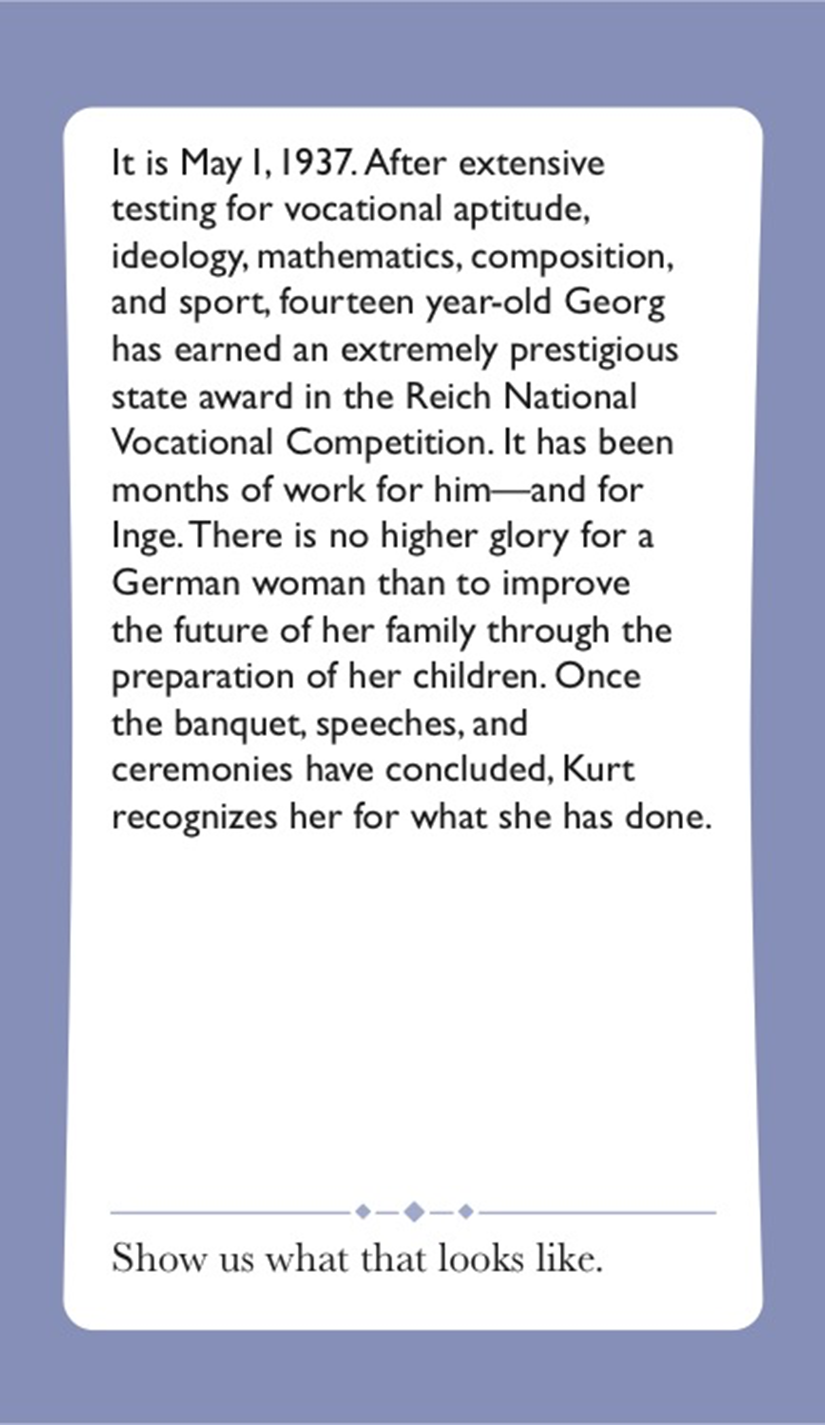 It is May 1, 1937. After extensive
testing for vocational aptitude,
ideology, mathematics, composition,
and sport, fourteen year-old Georg
has earned an extremely prestigious
state award in the Reich National
Vocational Competition. It has been
months of work for him—and for
Inge. There is no higher glory for a
German woman than to improve
the future of her family through the
preparation of her children. Once
the banquet, speeches, and
ceremonies have concluded, Kurt
recognizes her for what she has done.
Show us what that looks like.